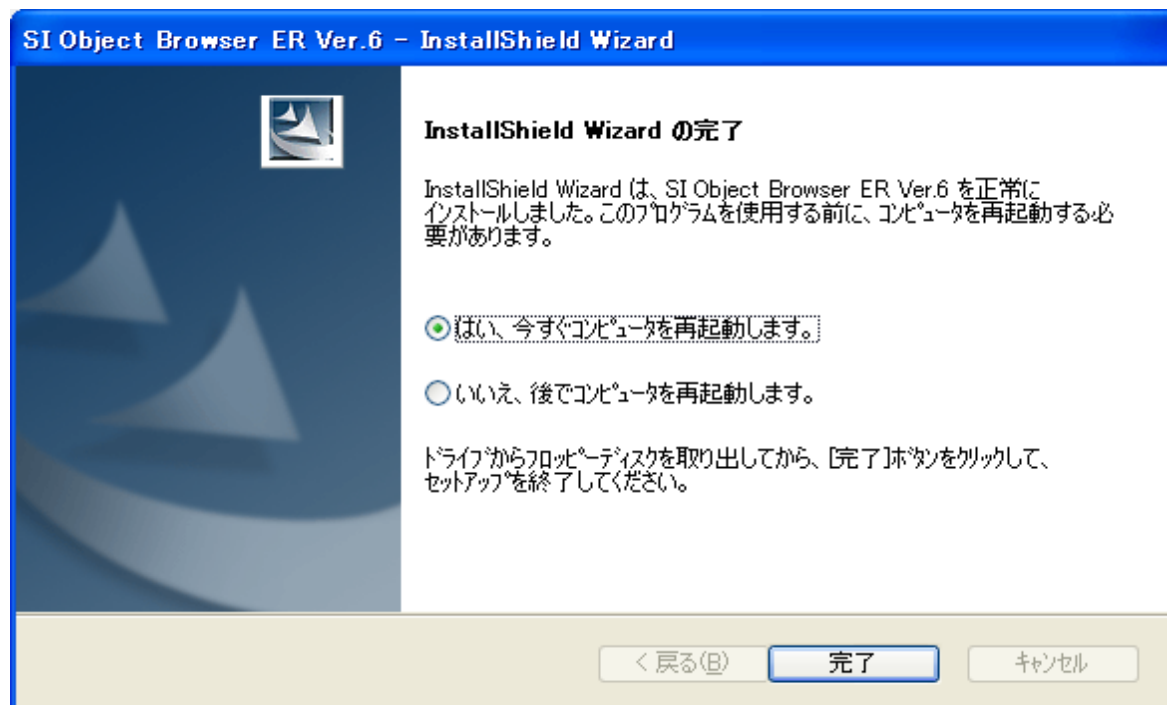 SI Object Browser ER Ver.6 - InstallShield Wizard
InstallShield Wizard の完了
InstallShield Wizard は、SI Object Browser ER Ver.6 を正常に
インストールしました。このプログラムを使用する前に、コンピュータを再起動する必
要があります。
はい、今すぐコンピュータを再起動します。
いいえ、後でコンピュータを再起動します。
ドライブからフロッピーディスクを取り出してから、[完了]ボタンをクリックして、
セットアップを終了してください。
< 戻る(B)
完了
キャンセル